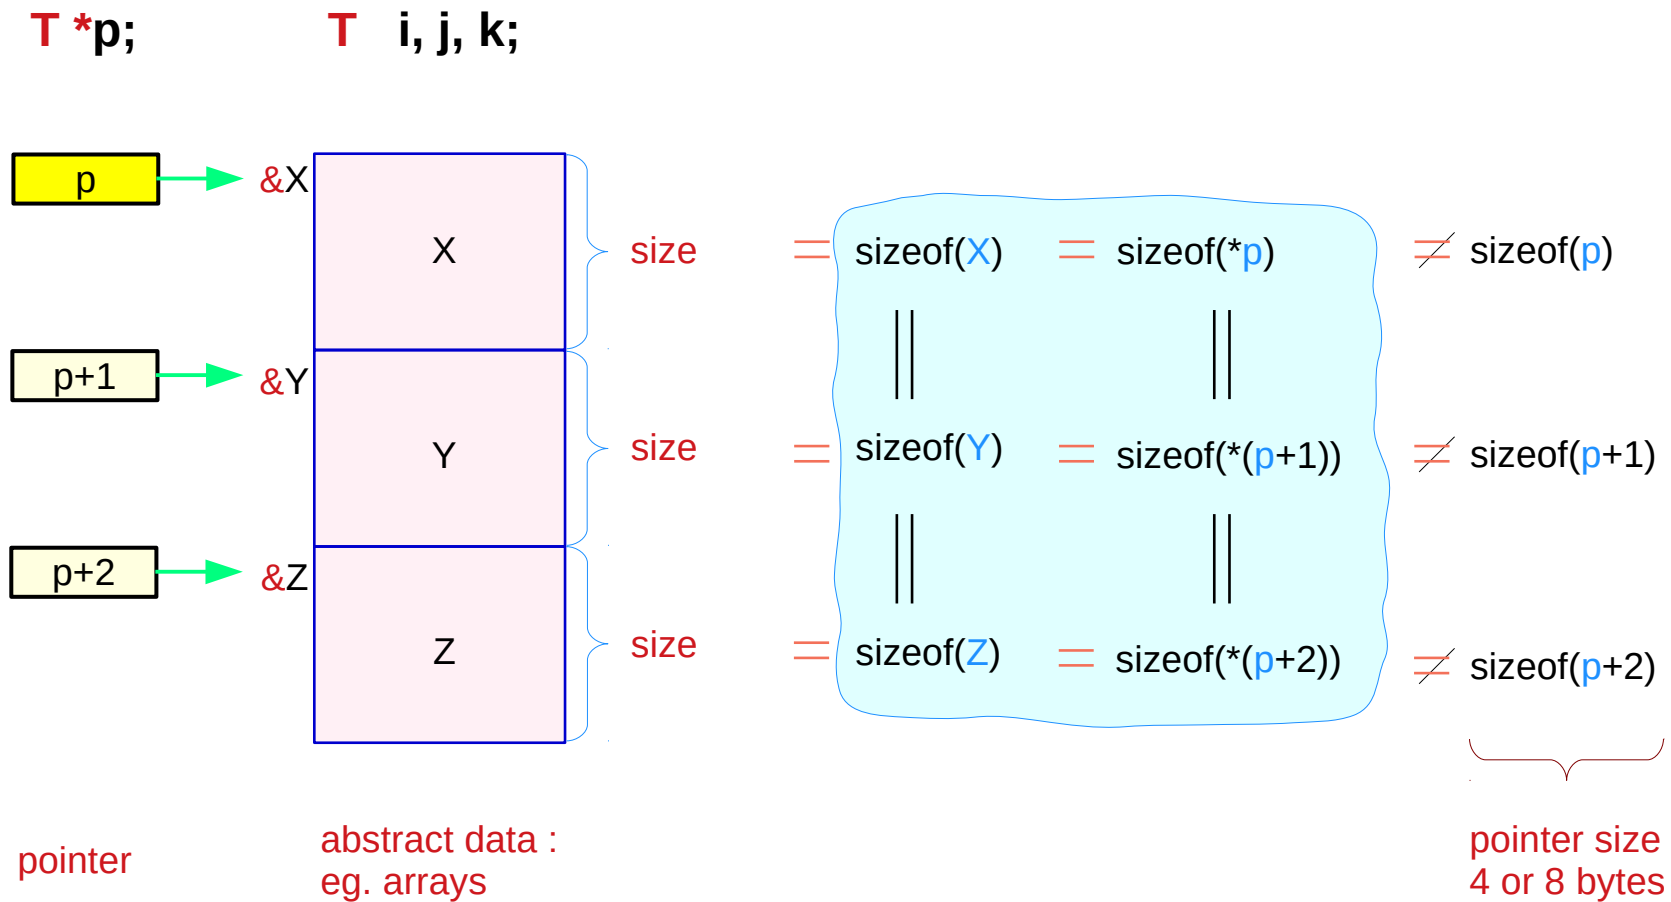 T *p; T i, j, k;
p &X X size = sizeof(X) = sizeof(*p) ≠ sizeof(p)
p+1 &Y Y size = sizeof(Y) = sizeof(*(p+1)) ≠ sizeof(p+1)
p+2 &Z Z size = sizeof(Z) = sizeof(*(p+2)) ≠ sizeof(p+2)
pointer
abstract data :
eg. arrays
pointer size
4 or 8 bytes